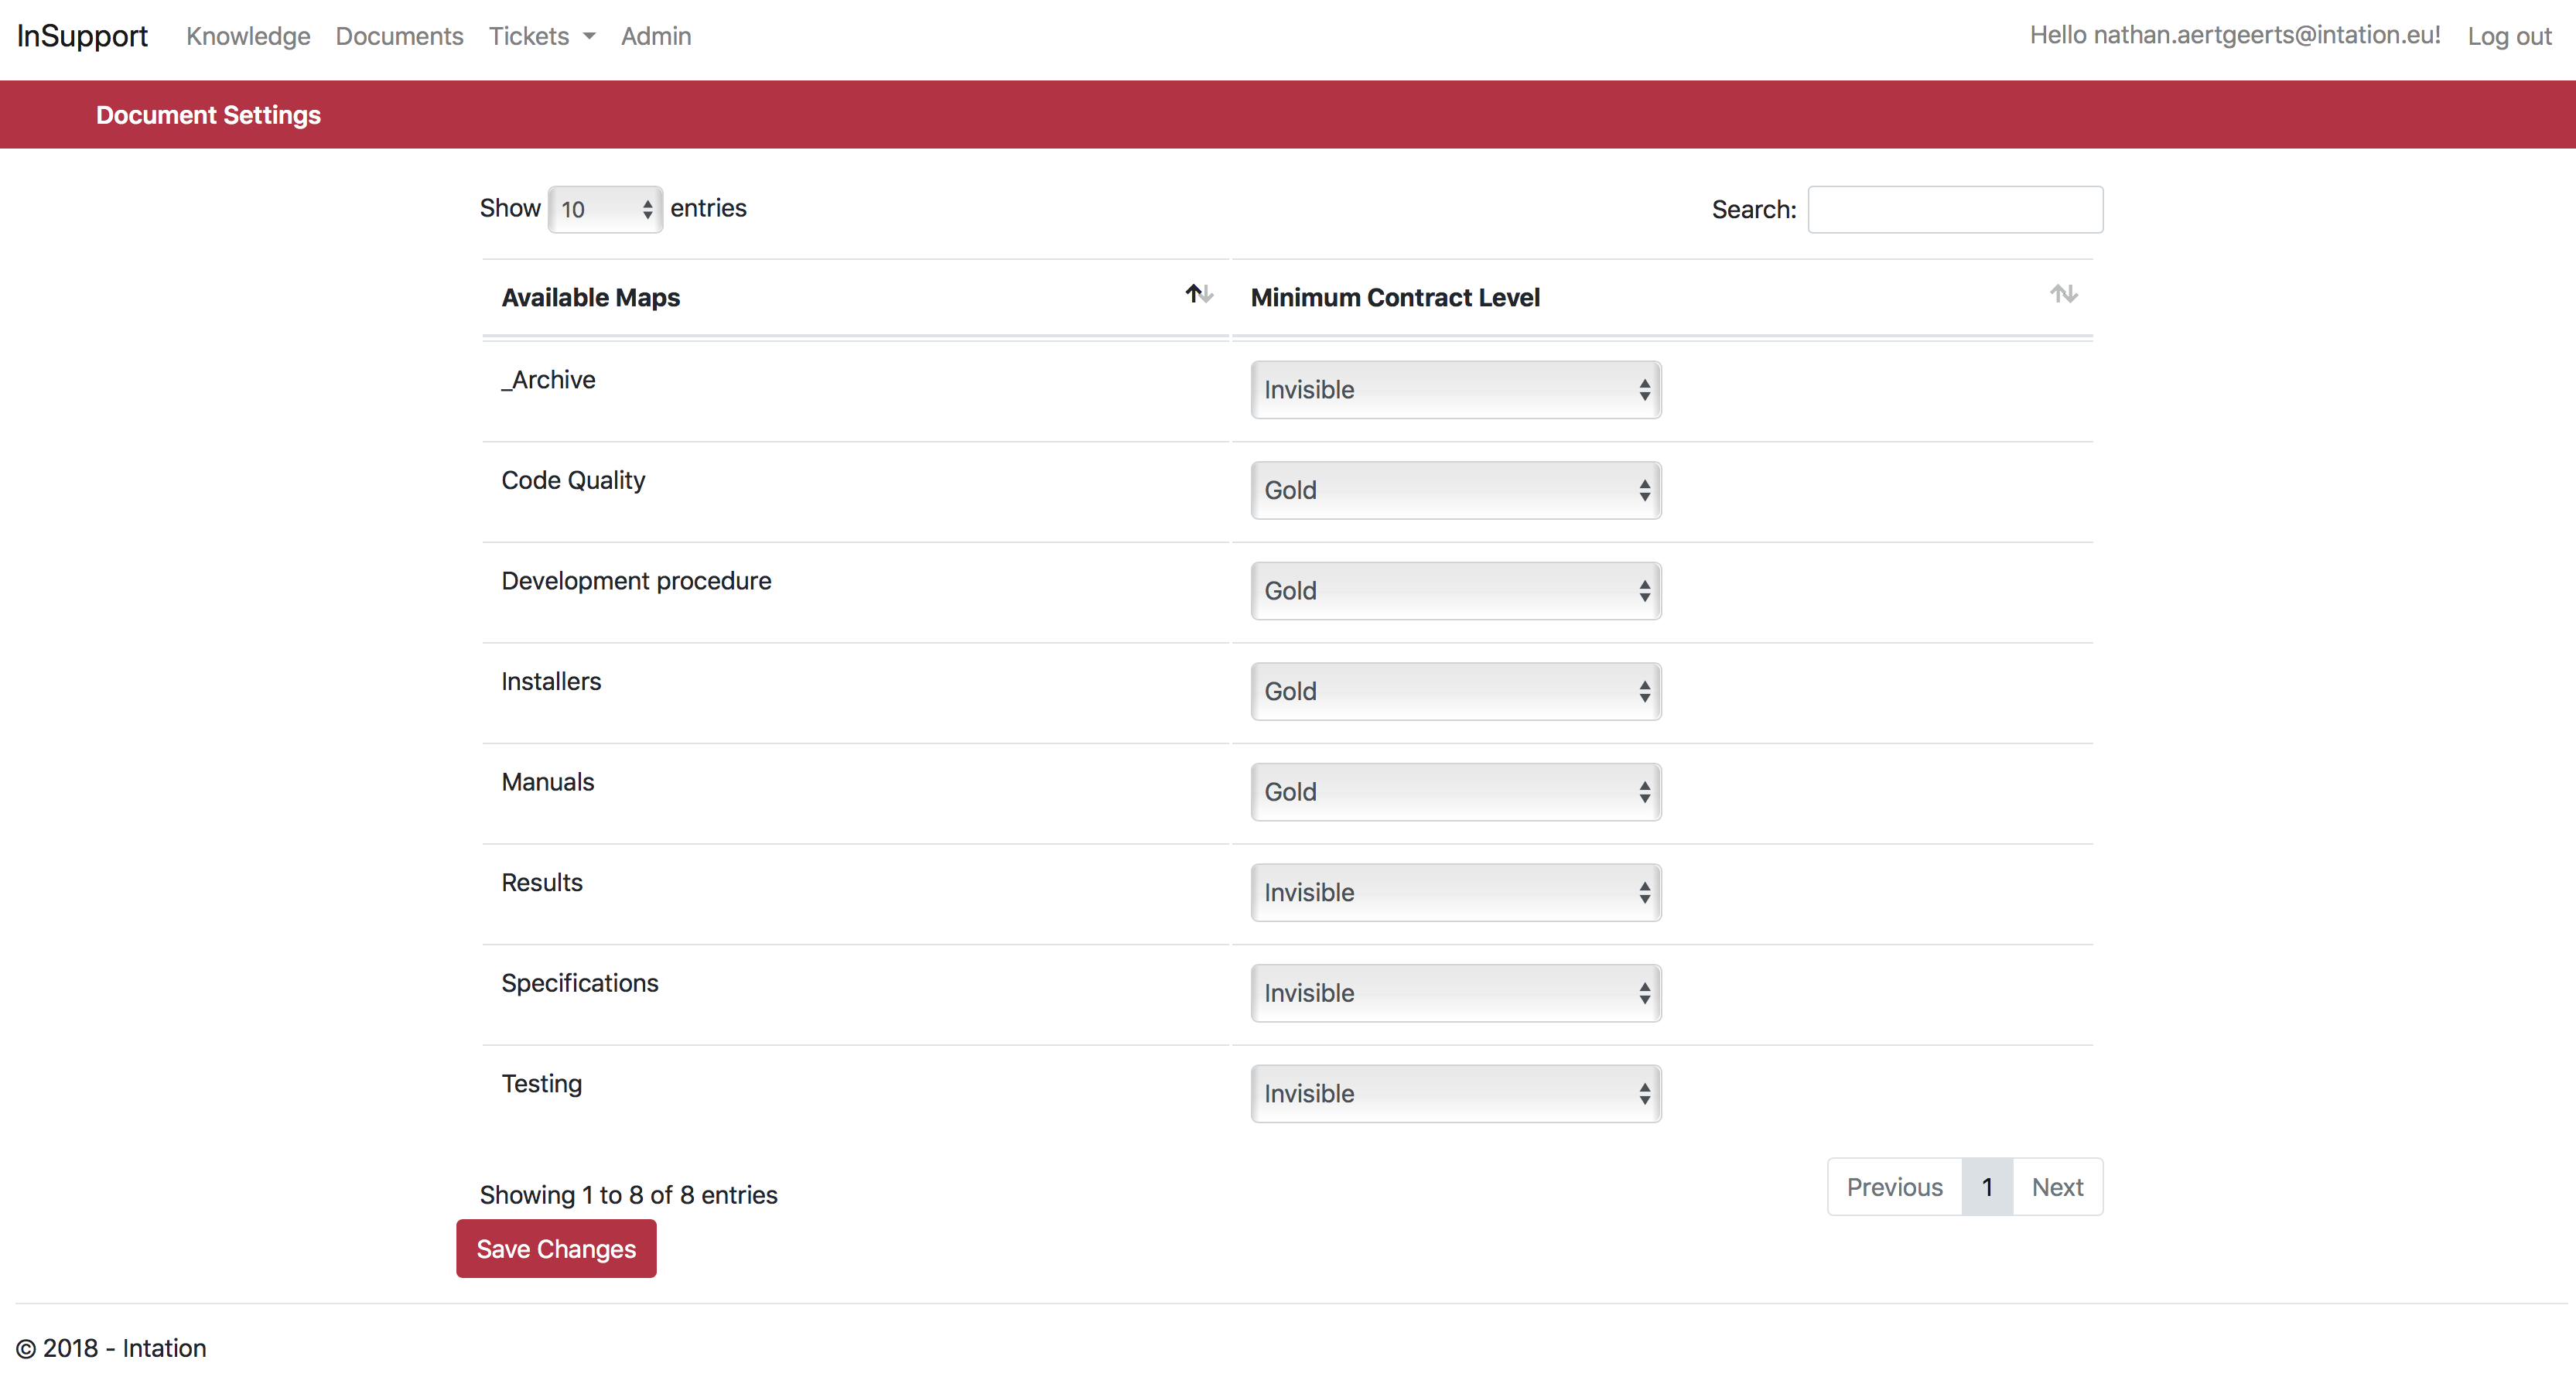 InSupport Knowledge Documents Tickets Admin Hello nathan.aertgeerts@intation.eu! Log out
Document Settings
Show 10 entries Search:
Available Maps Minimum Contract Level
_Archive Invisible
Code Quality Gold
Development procedure Gold
Installers Gold
Manuals Gold
Results Invisible
Specifications Invisible
Testing Invisible
Showing 1 to 8 of 8 entries Previous 1 Next
Save Changes
© 2018 - Intation